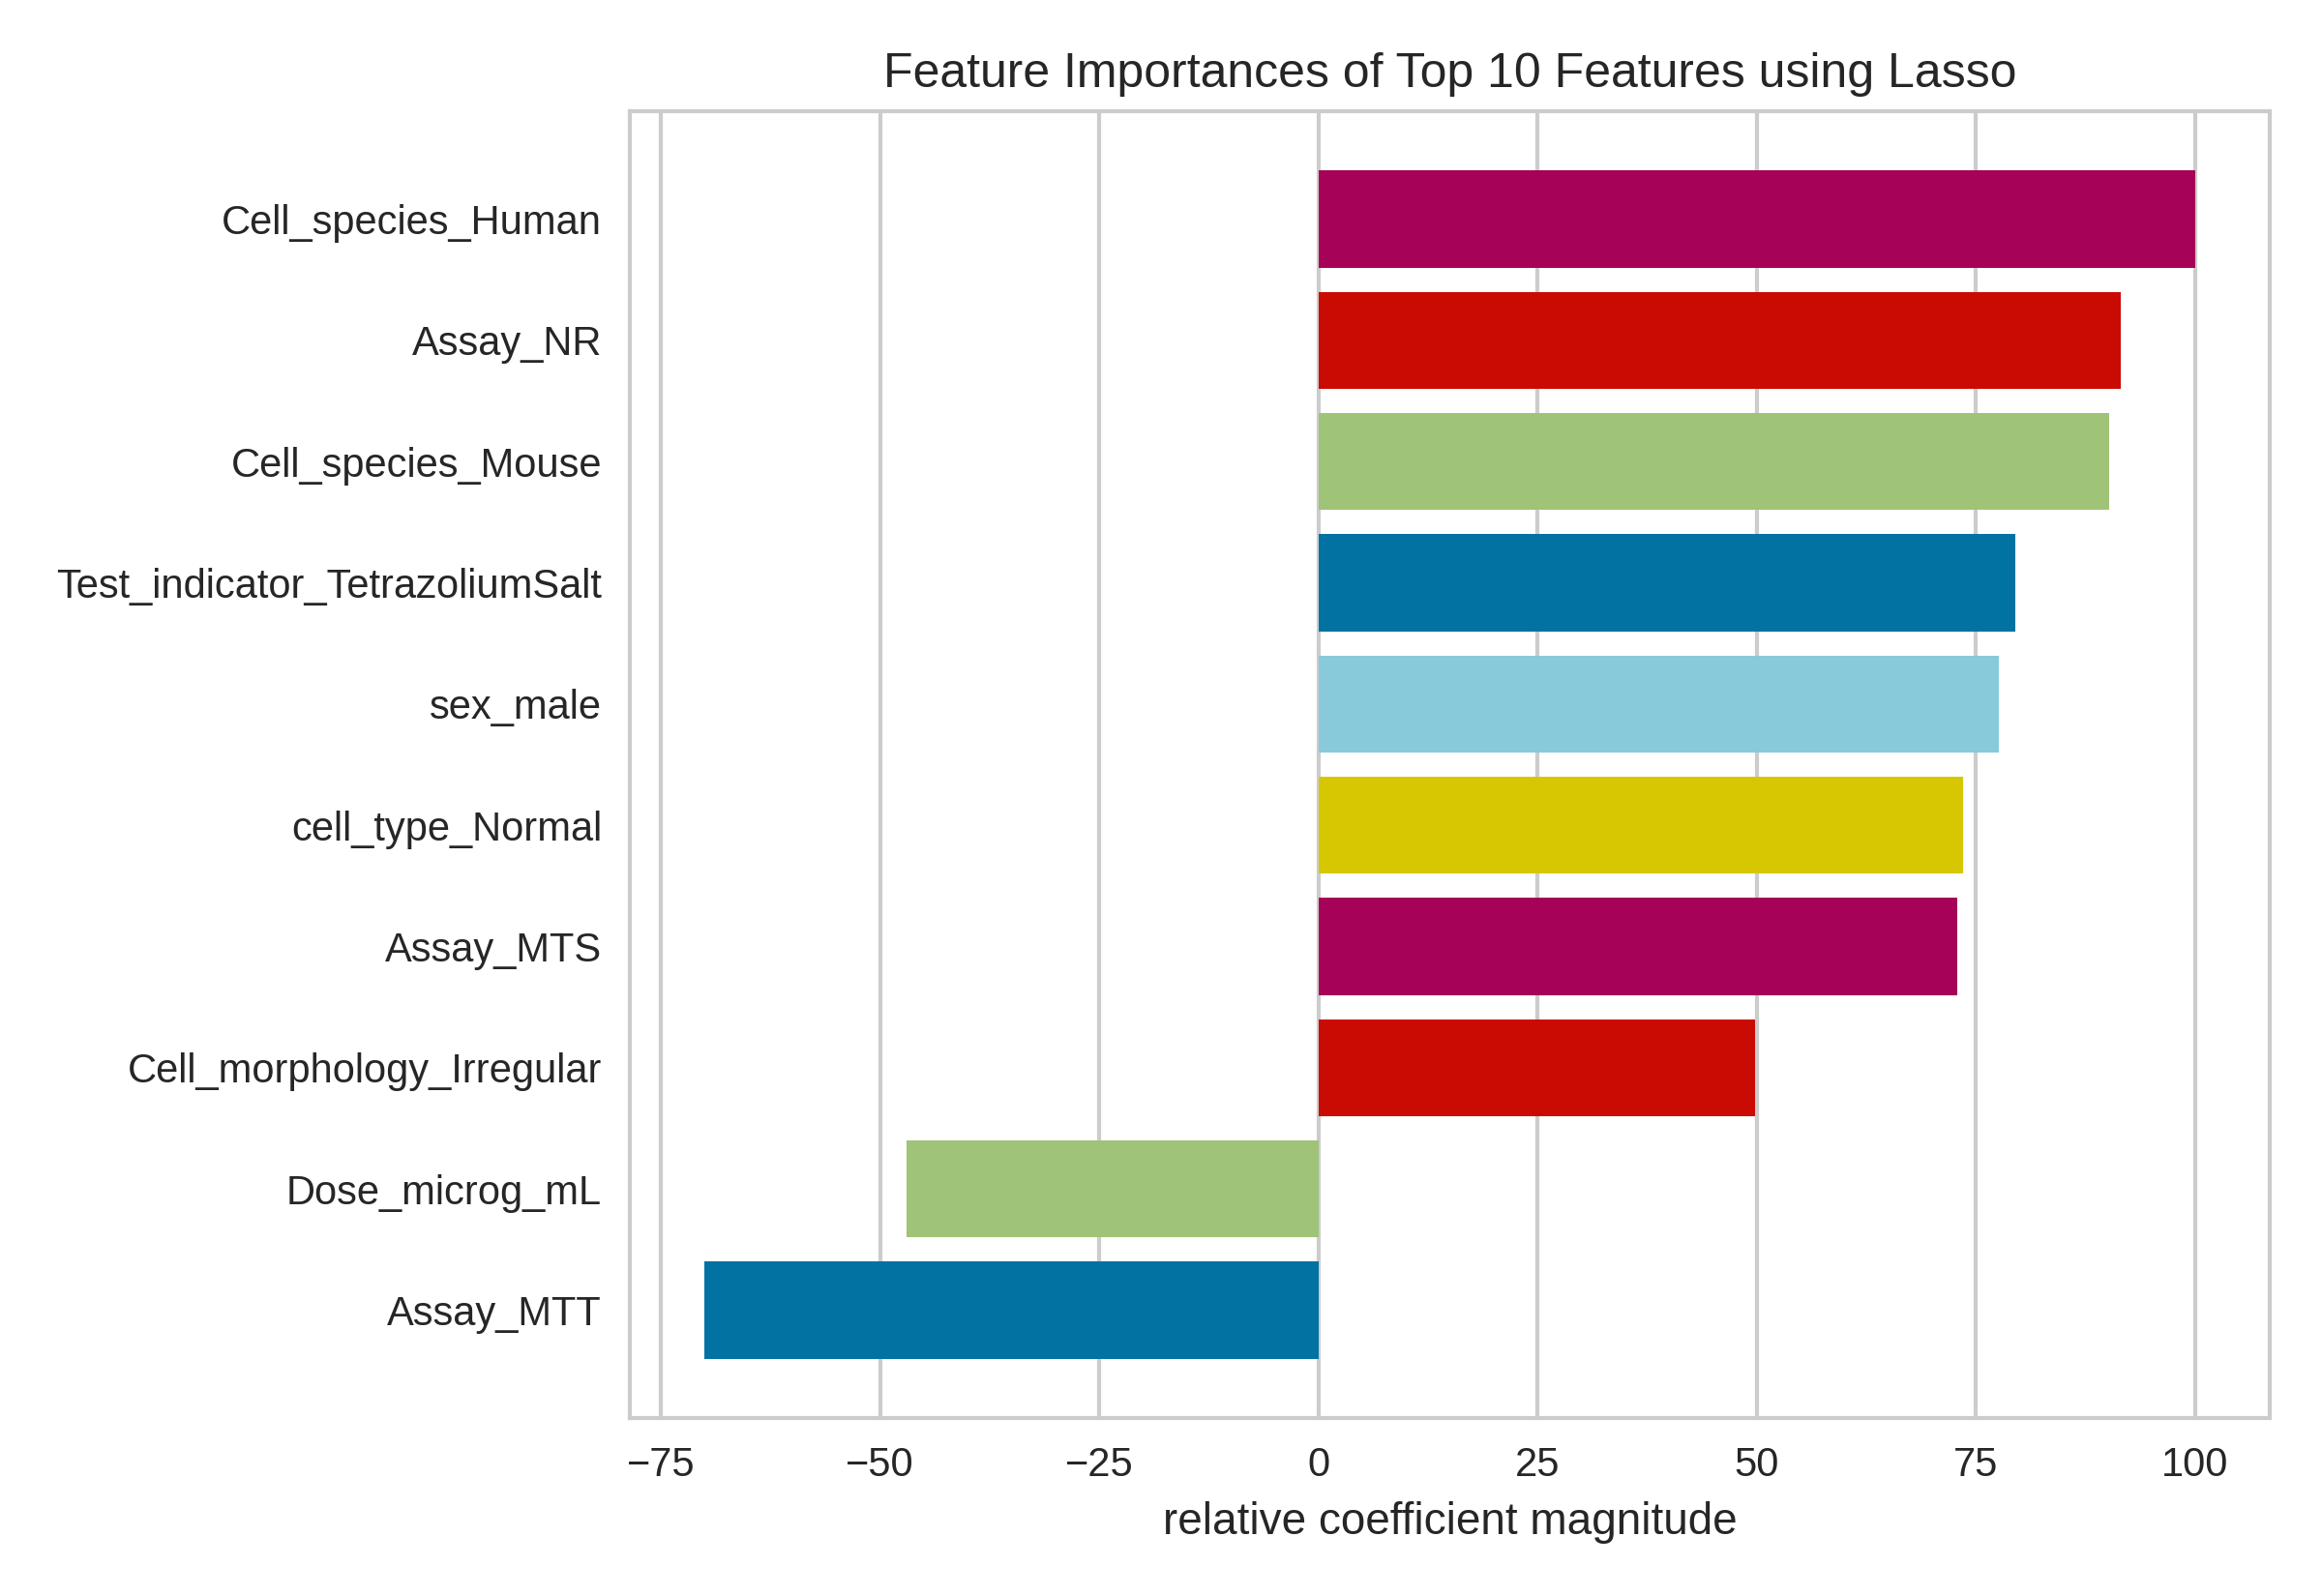 Feature Importances of Top 10 Features using Lasso
Cell_species_Human
Assay_NR
Cell_species_Mouse
Test_indicator_TetrazoliumSalt
sex_male
cell_type_Normal
Assay_MTS
Cell_morphology_Irregular
Dose_microg_mL
Assay_MTT
−75 −50 −25 0 25 50 75 100
relative coefficient magnitude